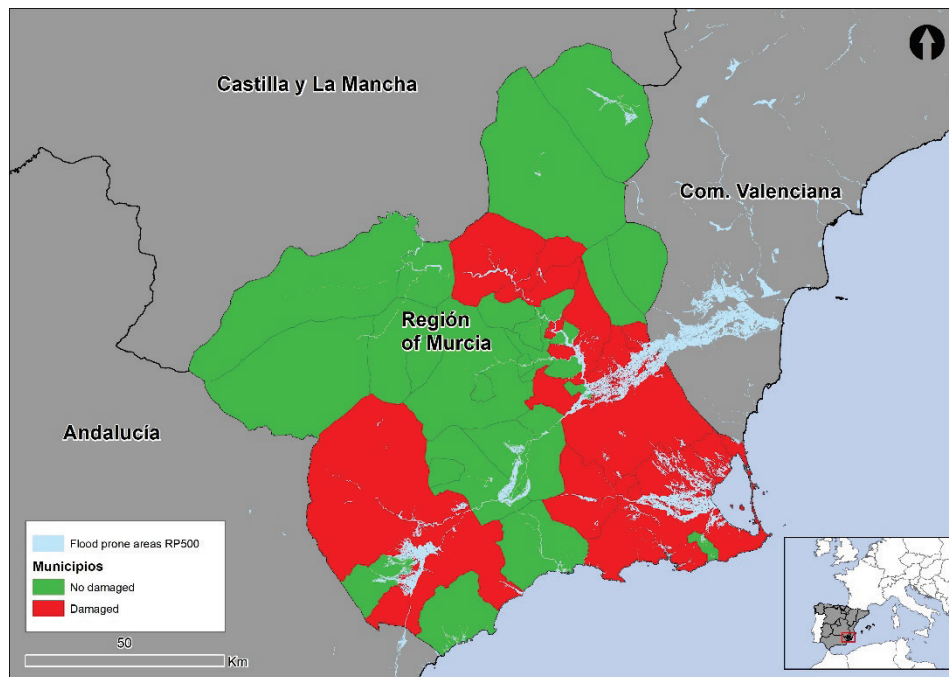 Castilla y La Mancha
Com. Valenciana
Región
of Murcia
Andalucía
Flood prone areas RP500
Municipios
No damaged
Damaged
50
Km